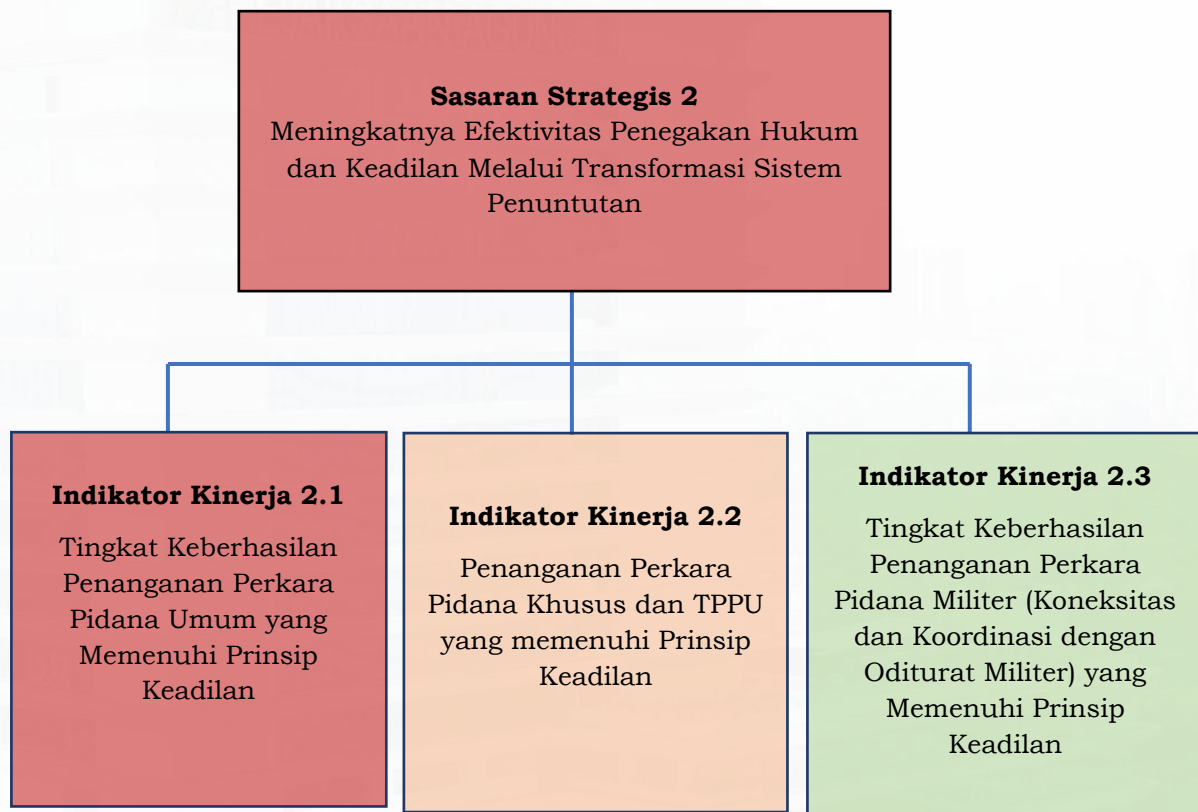 Sasaran Strategis 2
Meningkatnya Efektivitas Penegakan Hukum
dan Keadilan Melalui Transformasi Sistem
Penuntutan
Indikator Kinerja 2.1
Tingkat Keberhasilan
Penanganan Perkara
Pidana Umum yang
Memenuhi Prinsip
Keadilan
Indikator Kinerja 2.2
Penanganan Perkara
Pidana Khusus dan TPPU
yang memenuhi Prinsip
Keadilan
Indikator Kinerja 2.3
Tingkat Keberhasilan
Penanganan Perkara
Pidana Militer (Koneksitas
dan Koordinasi dengan
Oditurat Militer) yang
Memenuhi Prinsip
Keadilan